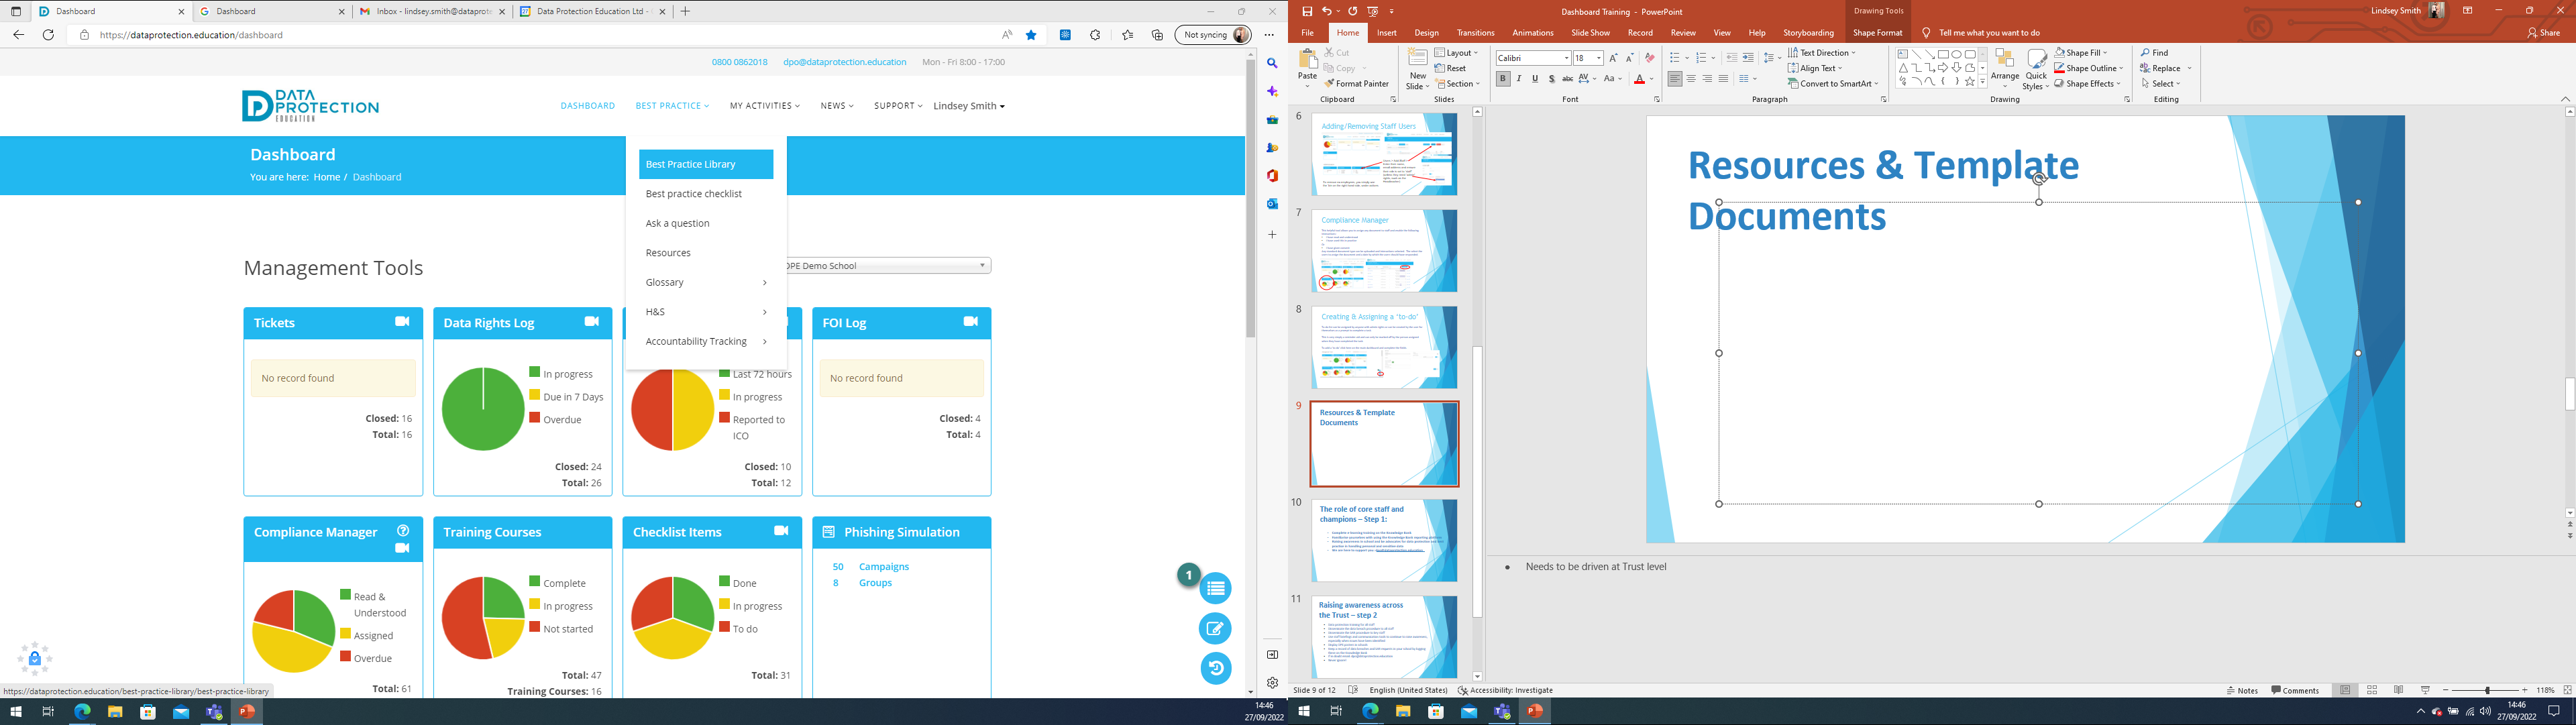 Dashboard
Dashboard
Inbox - lindsey.smith@dataprote
Data Protection Education Ltd -
https://dataprotection.education/dashboard
Not syncing
0800 0862018
dpo@dataprotection.education
Mon - Fri 8:00 - 17:00
DATA
PROTECTION
EDUCATION
DASHBOARD
BEST PRACTICE
MY ACTIVITIES
NEWS
SUPPORT
Lindsey Smith
Dashboard
You are here: Home / Dashboard
Best Practice Library
Best practice checklist
Ask a question
Resources
Glossary
H&S
Accountability Tracking
Management Tools
DPE Demo School
Tickets
No record found
Closed: 16
Total: 16
Data Rights Log
In progress
Due in 7 Days
Overdue
Closed: 24
Total: 26
Last 72 hours
In progress
Reported to
ICO
Closed: 10
Total: 12
FOI Log
No record found
Closed: 4
Total: 4
Compliance Manager
Read &
Understood
Assigned
Overdue
Total: 61
Training Courses
Complete
In progress
Not started
Total: 47
Training Courses: 16
Checklist Items
Done
In progress
To do
Total: 31
Phishing Simulation
50 Campaigns
8 Groups
1
https://dataprotection.education/best-practice-library/best-practice-library
14:46
27/09/2022
Dashboard Training - PowerPoint
Drawing Tools
Lindsey Smith
File
Home
Insert
Design
Transitions
Animations
Slide Show
Record
Review
View
Help
Storyboarding
Shape Format
Tell me what you want to do
Share
Paste
Cut
Copy
Format Painter
Clipboard
New
Slide
Layout
Reset
Section
Slides
Calibri
18
B I U S abc AV Aa A
Font
Text Direction
Align Text
Convert to SmartArt
Paragraph
Arrange
Quick
Styles
Shape Fill
Shape Outline
Shape Effects
Drawing
Find
Replace
Select
Editing
6
Adding/Removing Staff Users
7
Compliance Manager
8
Creating & Assigning a "to-do"
9
Resources & Template
Documents
10
The role of core staff and
champions – Step 1:
11
Raising awareness across
the Trust – step 2
Resources & Template
Documents
Needs to be driven at Trust level
Slide 9 of 12
English (United States)
Accessibility: Investigate
Notes
Comments
118%
14:46
27/09/2022